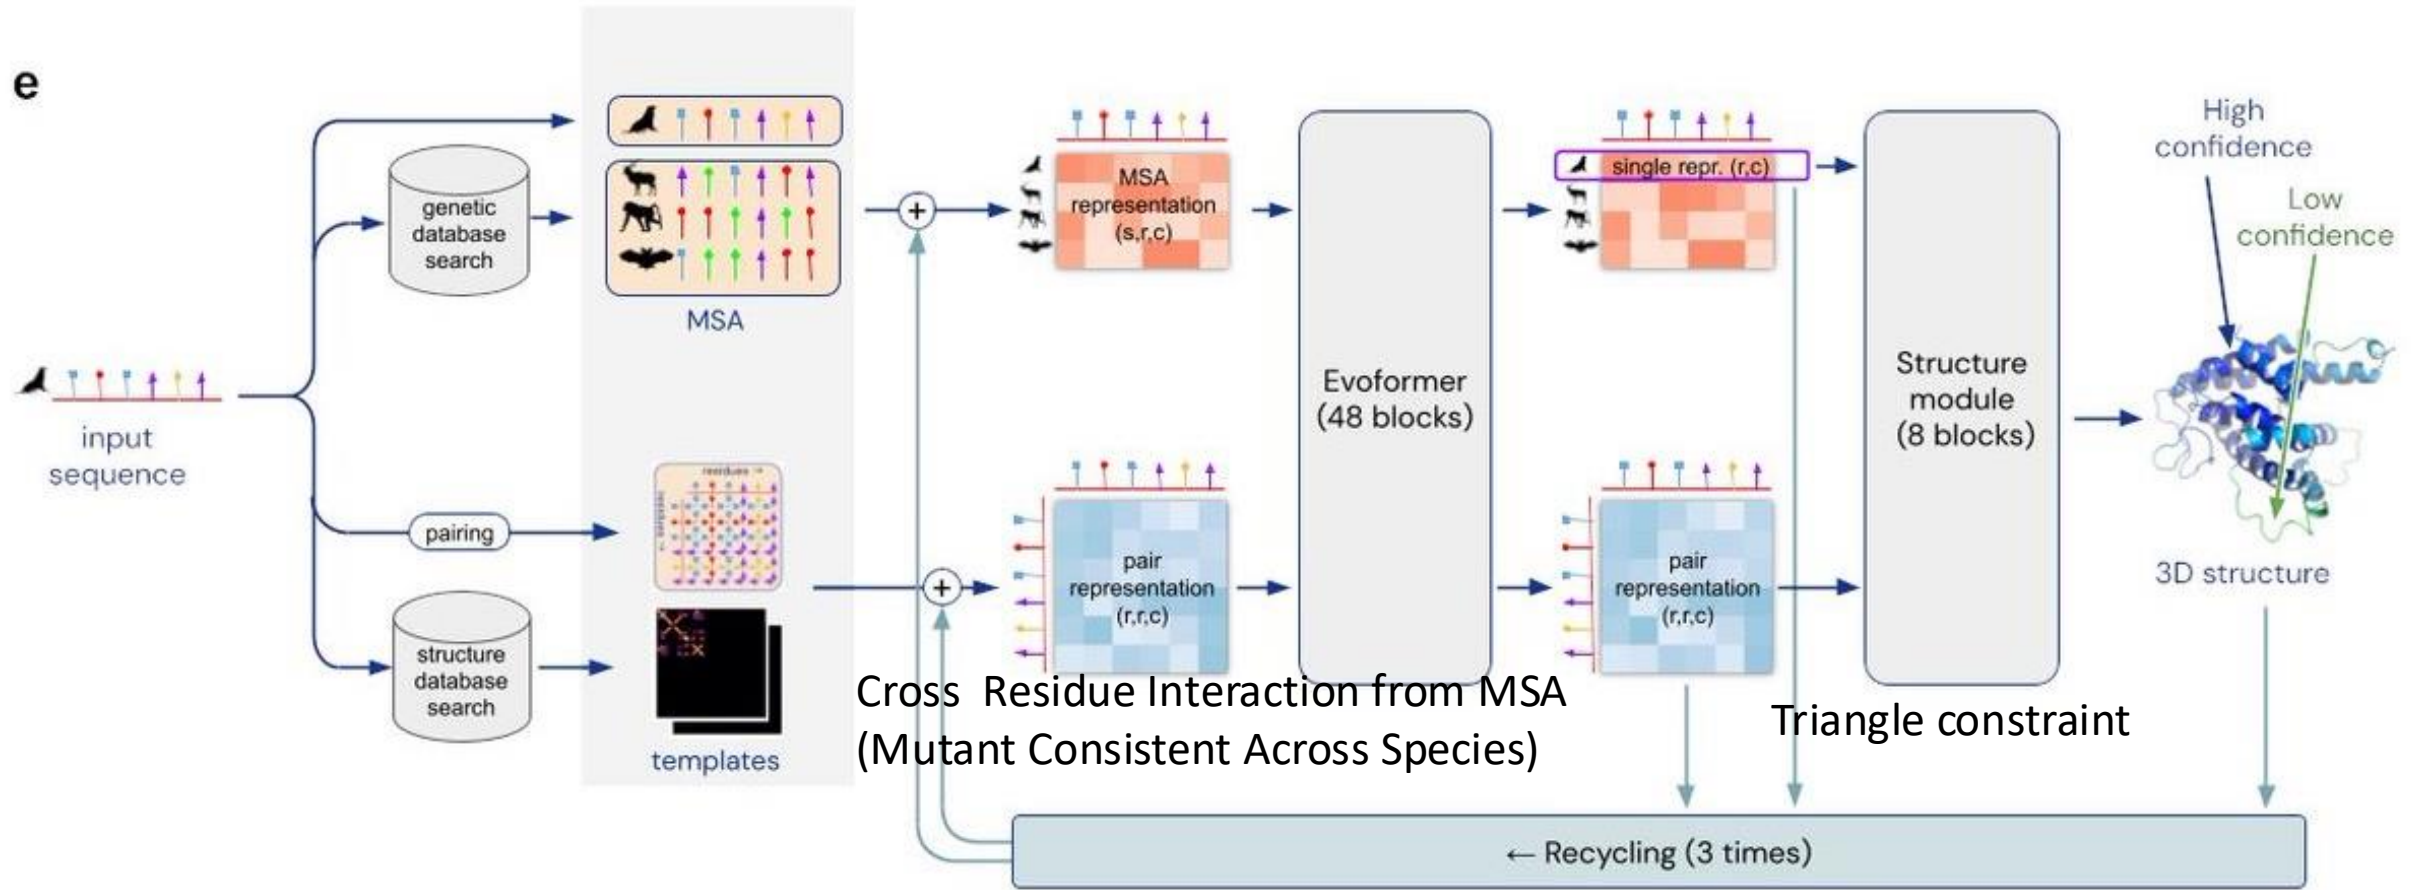 e
input
sequence
genetic
database
search
MSA
pairing
residues →
residues →
structure
database
search
templates
MSA
representation
(s,r,c)
pair
representation
(r,r,c)
Evoformer
(48 blocks)
single repr. (r,c)
pair
representation
(r,r,c)
Structure
module
(8 blocks)
High
confidence
Low
confidence
3D structure
Cross  Residue Interaction from MSA
(Mutant Consistent Across Species)
Triangle constraint
← Recycling (3 times)